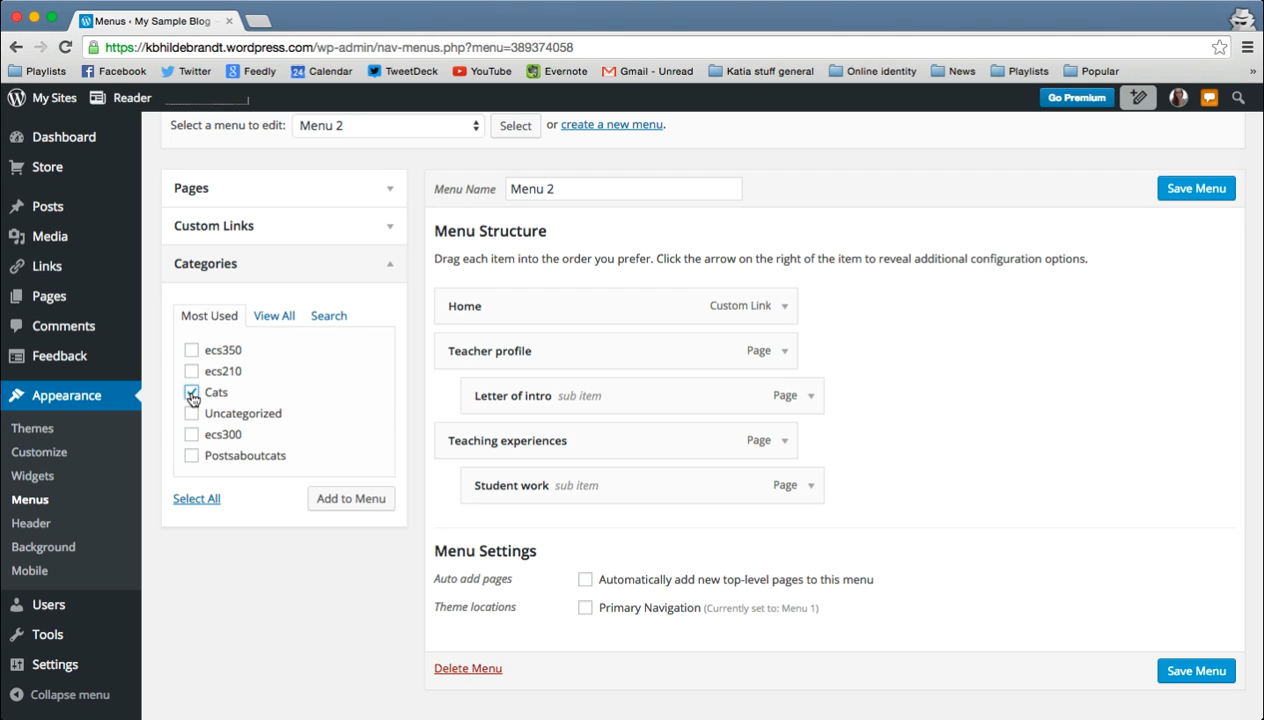 Menus ‹ My Sample Blog
https://kbhildebrandt.wordpress.com/wp-admin/nav-menus.php?menu=389374058
Playlists Facebook Twitter Feedly Calendar TweetDeck YouTube Evernote Gmail - Unread Katia stuff general Online identity News Playlists Popular »
My Sites Reader Go Premium
Select a menu to edit: Menu 2 Select or create a new menu.
Dashboard
Store
Posts
Media
Links
Pages
Comments
Feedback
Appearance
Themes
Customize
Widgets
Menus
Header
Background
Mobile
Users
Tools
Settings
Collapse menu
Pages
Custom Links
Categories
Most Used View All Search
ecs350
ecs210
Cats
Uncategorized
ecs300
Postsaboutcats
Select All Add to Menu
Menu Name Menu 2 Save Menu
Menu Structure
Drag each item into the order you prefer. Click the arrow on the right of the item to reveal additional configuration options.
Home Custom Link
Teacher profile Page
Letter of intro sub item Page
Teaching experiences Page
Student work sub item Page
Menu Settings
Auto add pages Automatically add new top-level pages to this menu
Theme locations Primary Navigation (Currently set to: Menu 1)
Delete Menu Save Menu